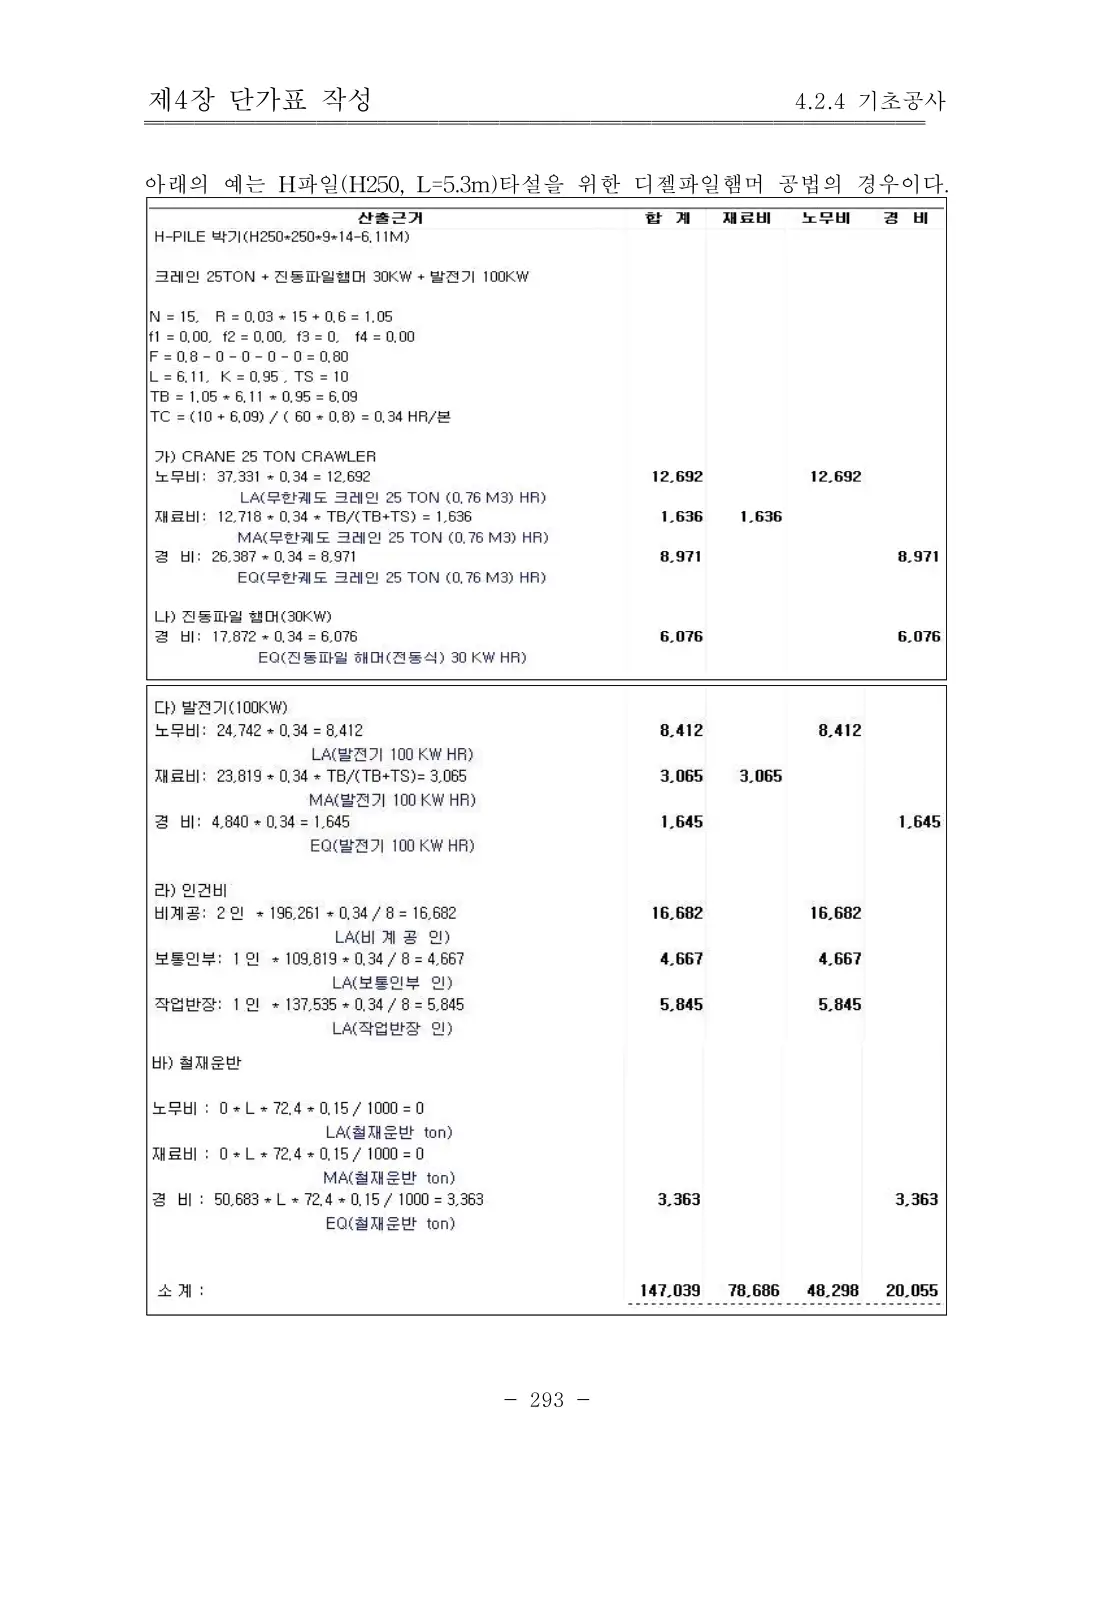 제4장 단가표 작성 4.2.4 기초공사
아래의 예는 H파일(H250, L=5.3m)타설을 위한 디젤파일햄머 공법의 경우이다.
산출근거 합 계 재료비 노무비 경 비
H-PILE 박기(H250*250*9*14-6.11M)
크레인 25TON + 진동파일햄머 30KW + 발전기 100KW
N = 15, R = 0.03 * 15 + 0.6 = 1.05
f1 = 0.00, f2 = 0.00, f3 = 0, f4 = 0.00
F = 0.8 - 0 - 0 - 0 - 0 = 0.80
L = 6.11, K = 0.95 , TS = 10
TB = 1.05 * 6.11 * 0.95 = 6.09
TC = (10 + 6.09) / ( 60 * 0.8) = 0.34 HR/본
가) CRANE 25 TON CRAWLER
노무비: 37,331 * 0.34 = 12,692 12,692 12,692
LA(무한궤도 크레인 25 TON (0.76 M3) HR)
재료비: 12,718 * 0.34 * TB/(TB+TS) = 1,636 1,636 1,636
MA(무한궤도 크레인 25 TON (0.76 M3) HR)
경 비: 26,387 * 0.34 = 8,971 8,971 8,971
EQ(무한궤도 크레인 25 TON (0.76 M3) HR)
나) 진동파일 햄머(30KW)
경 비: 17,872 * 0.34 = 6,076 6,076 6,076
EQ(진동파일 해머(전동식) 30 KW HR)
다) 발전기(100KW)
노무비: 24,742 * 0.34 = 8,412 8,412 8,412
LA(발전기 100 KW HR)
재료비: 23,819 * 0.34 * TB/(TB+TS)= 3,065 3,065 3,065
MA(발전기 100 KW HR)
경 비: 4,840 * 0.34 = 1,645 1,645 1,645
EQ(발전기 100 KW HR)
라) 인건비
비계공: 2 인 * 196,261 * 0.34 / 8 = 16,682 16,682 16,682
LA(비 계 공 인)
보통인부: 1 인 * 109,819 * 0.34 / 8 = 4,667 4,667 4,667
LA(보통인부 인)
작업반장: 1 인 * 137,535 * 0.34 / 8 = 5,845 5,845 5,845
LA(작업반장 인)
바) 철재운반
노무비 : 0 * L * 72.4 * 0.15 / 1000 = 0
LA(철재운반 ton)
재료비 : 0 * L * 72.4 * 0.15 / 1000 = 0
MA(철재운반 ton)
경 비 : 50,683 * L * 72.4 * 0.15 / 1000 = 3,363 3,363 3,363
EQ(철재운반 ton)
소 계 : 147,039 78,686 48,298 20,055
- 293 -